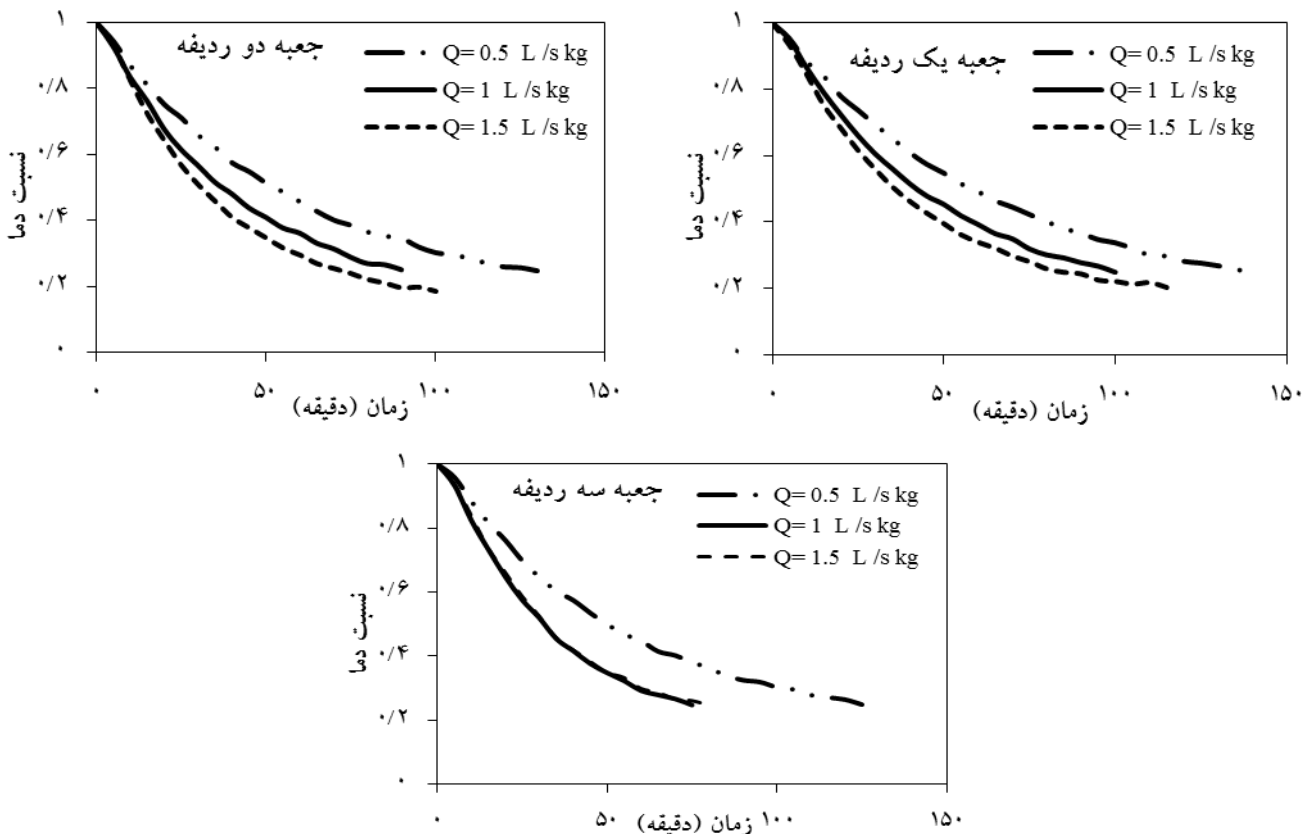 جعبه دو ردیفه
Q= 0.5 L /s kg
Q= 1 L /s kg
Q= 1.5 L /s kg
۱
۰/۸
۰/۶
۰/۴
۰/۲
۰
نسبت دما
۰
۵۰
۱۰۰
۱۵۰
زمان (دقیقه)
جعبه یک ردیفه
Q= 0.5 L /s kg
Q= 1 L /s kg
Q= 1.5 L /s kg
۱
۰/۸
۰/۶
۰/۴
۰/۲
۰
نسبت دما
۰
۵۰
۱۰۰
۱۵۰
زمان (دقیقه)
جعبه سه ردیفه
Q= 0.5 L /s kg
Q= 1 L /s kg
Q= 1.5 L /s kg
۱
۰/۸
۰/۶
۰/۴
۰/۲
۰
نسبت دما
۰
۵۰
۱۰۰
۱۵۰
زمان (دقیقه)